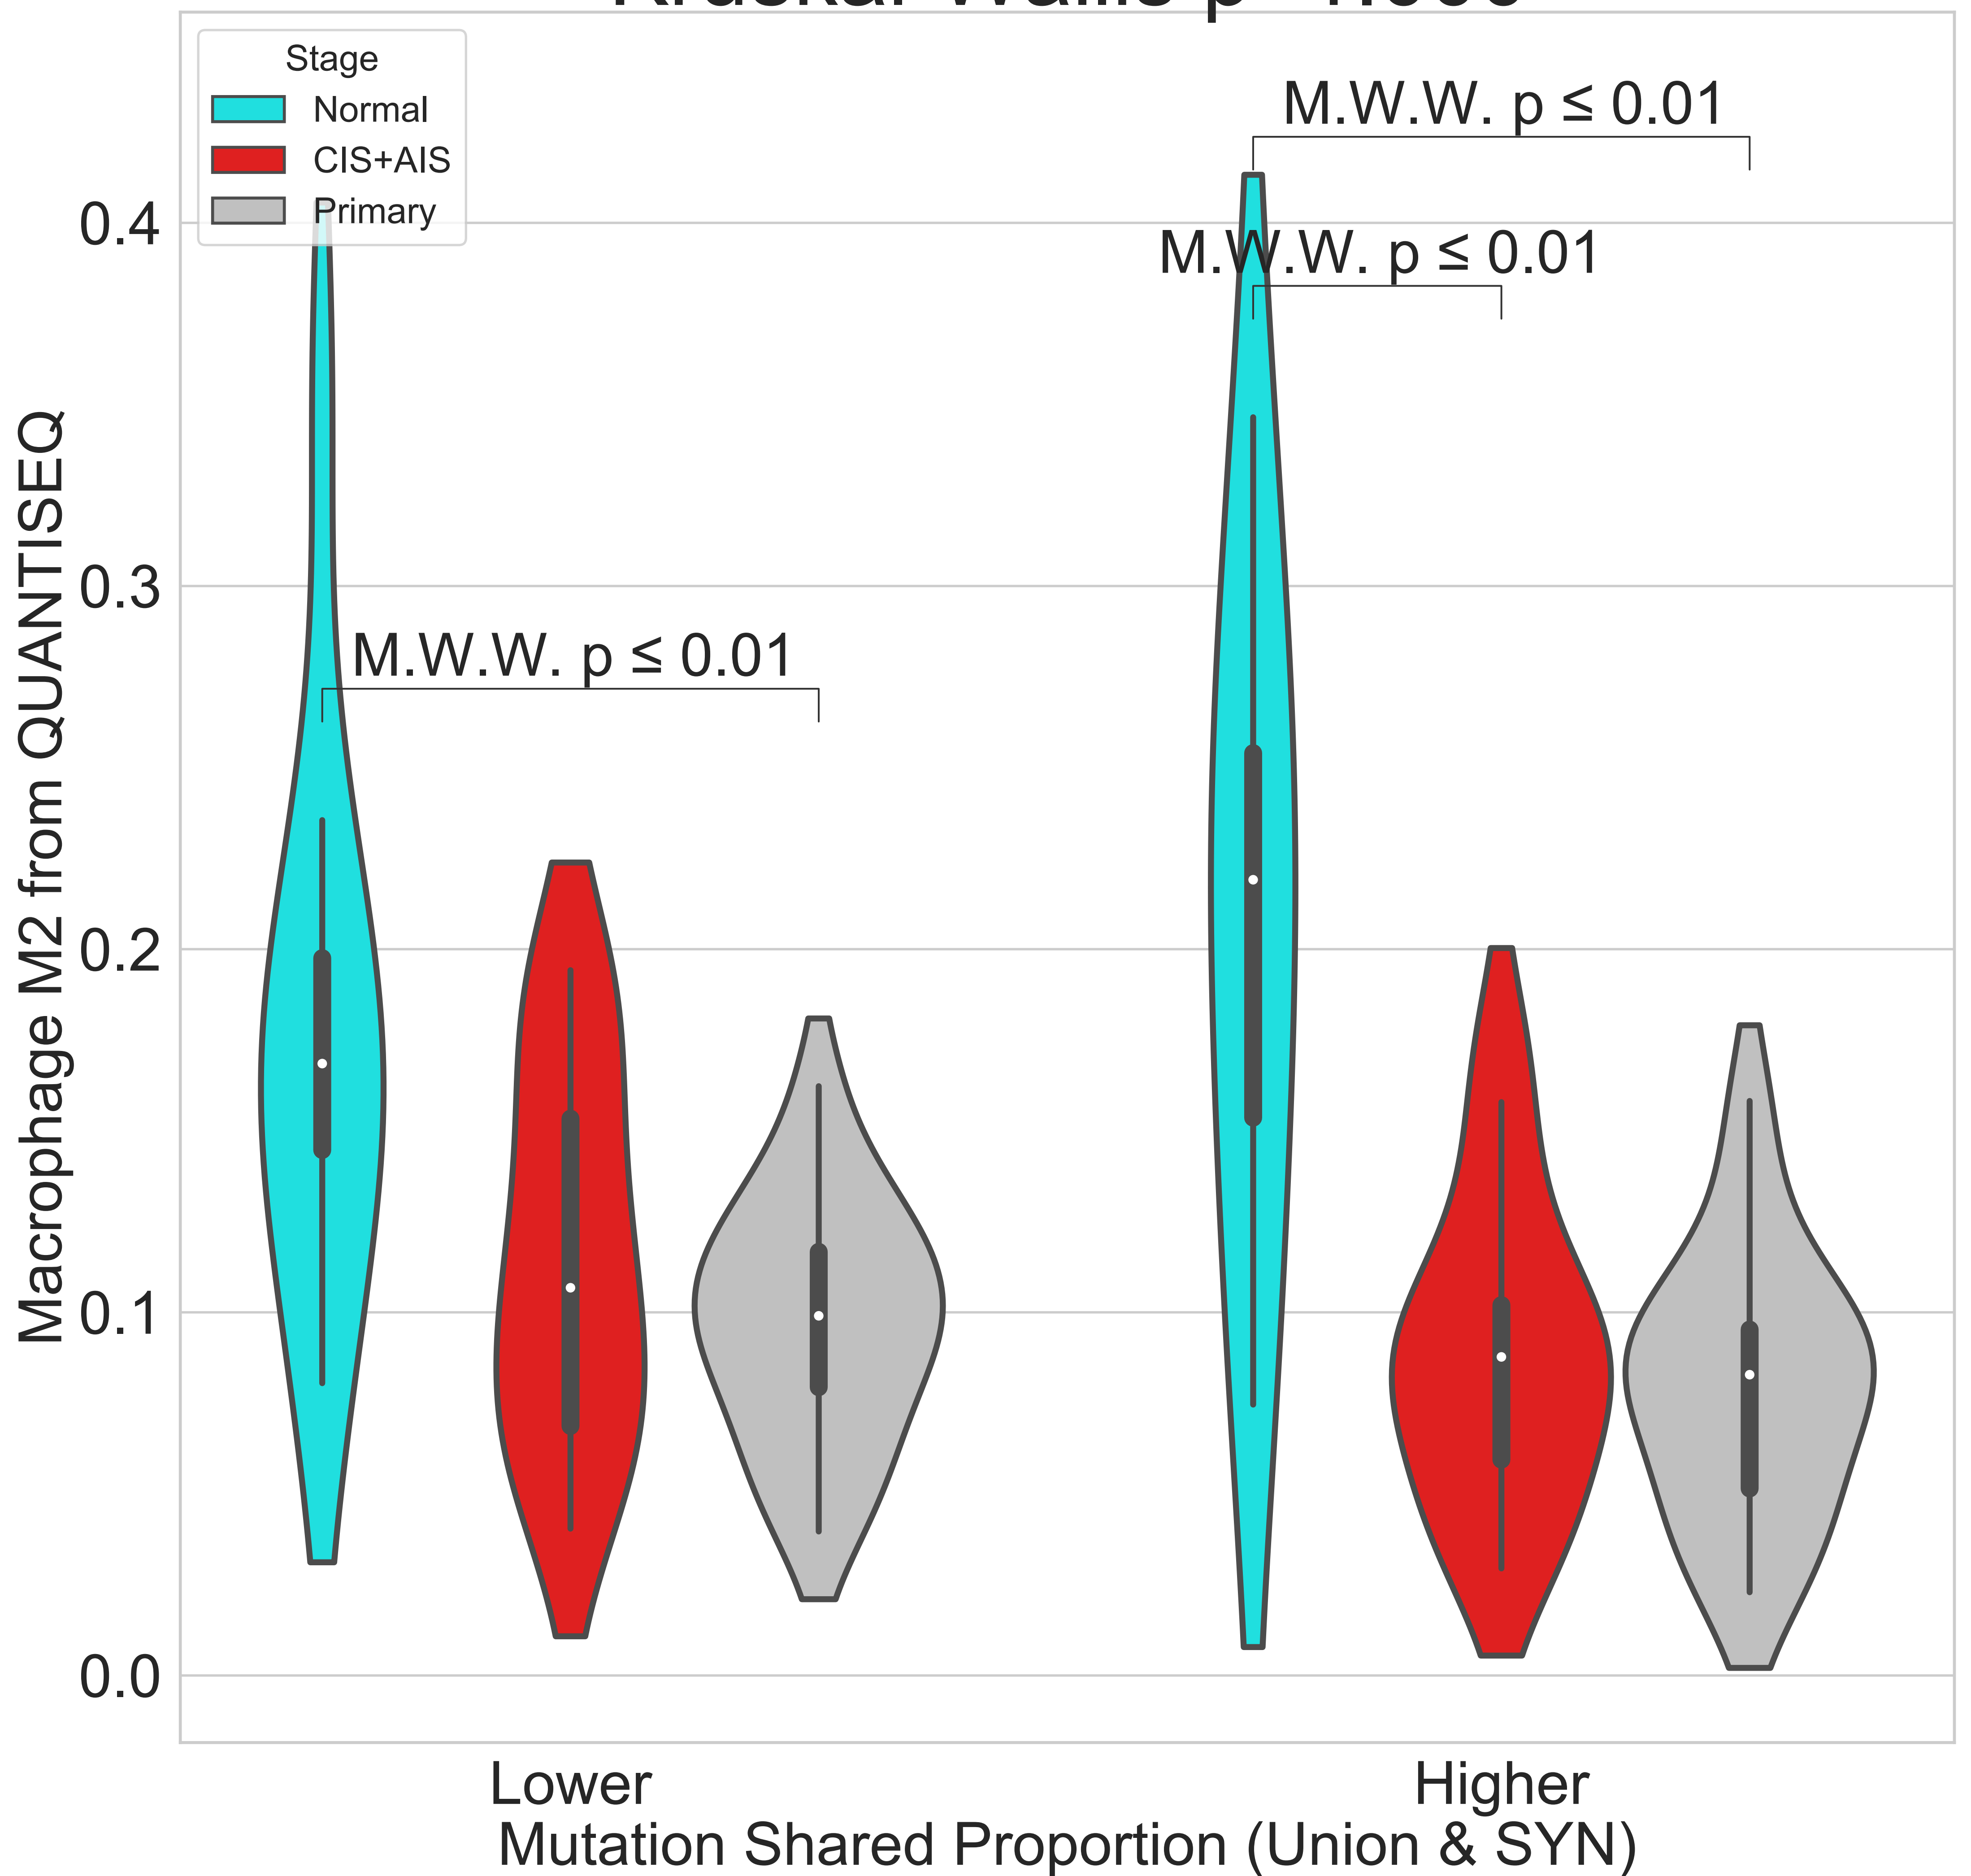 Stage
Normal
CIS+AIS
Primary
M.W.W. p ≤ 0.01
M.W.W. p ≤ 0.01
M.W.W. p ≤ 0.01
0.4
0.3
0.2
0.1
0.0
Macrophage M2 from QUANTISEQ
Lower
Higher
Mutation Shared Proportion (Union & SYN)